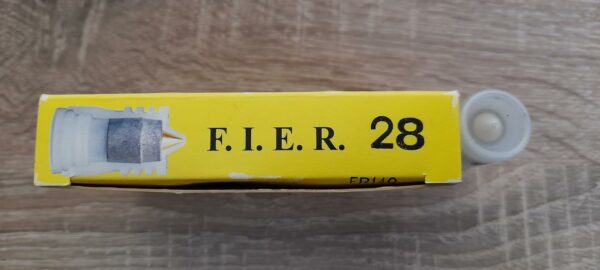 F. I. E. R. 28